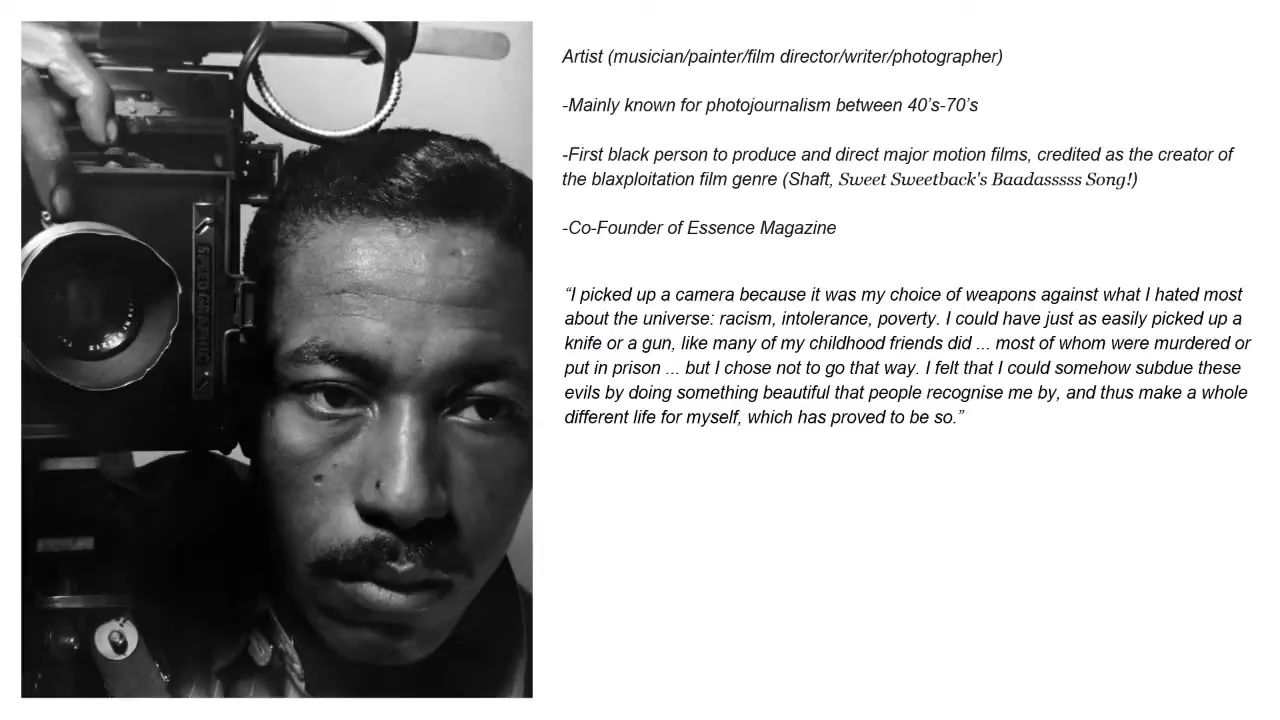 Artist (musician/painter/film director/writer/photographer)
-Mainly known for photojournalism between 40's-70's
-First black person to produce and direct major motion films, credited as the creator of
the blaxploitation film genre (Shaft, Sweet Sweetback's Baadasssss Song!)
-Co-Founder of Essence Magazine
“I picked up a camera because it was my choice of weapons against what I hated most
about the universe: racism, intolerance, poverty. I could have just as easily picked up a
knife or a gun, like many of my childhood friends did ... most of whom were murdered or
put in prison ... but I chose not to go that way. I felt that I could somehow subdue these
evils by doing something beautiful that people recognise me by, and thus make a whole
different life for myself, which has proved to be so.”
SPEED GRAPHIC